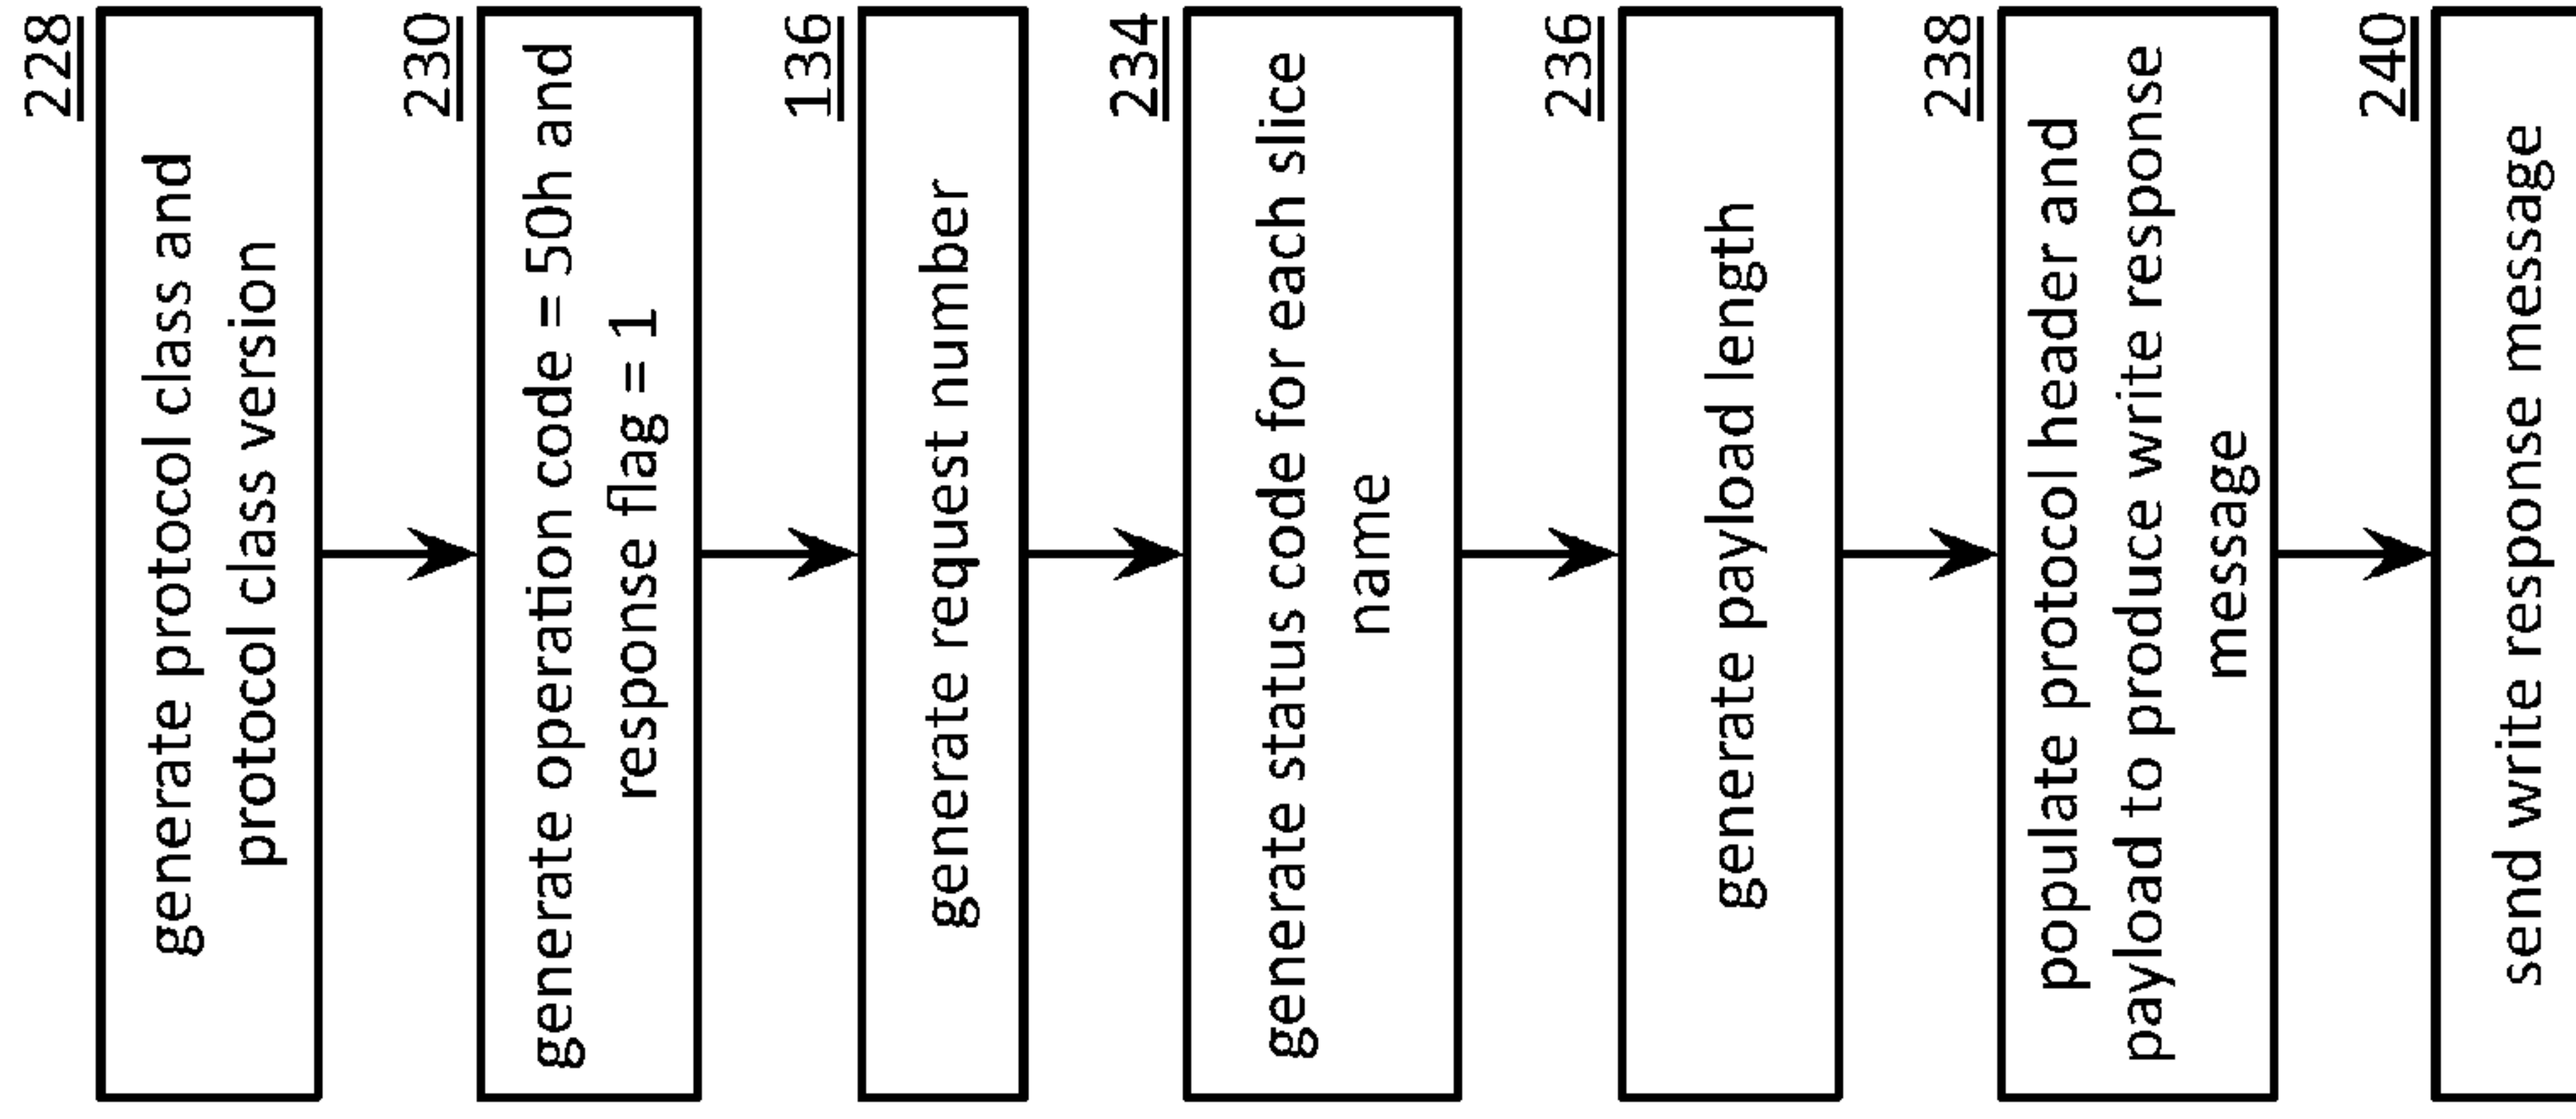 228
generate protocol class and
protocol class version
230
generate operation code = 50h and
response flag = 1
136
generate request number
234
generate status code for each slice
name
236
generate payload length
238
populate protocol header and
payload to produce write response
message
240
send write response message